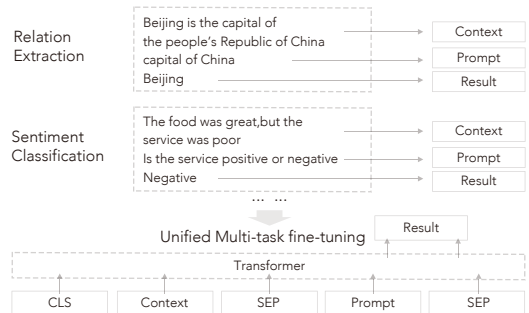 Relation
Extraction
Beijing is the capital of
the people's Republic of China
capital of China
Beijing
Context
Prompt
Result
Sentiment
Classification
The food was great,but the
service was poor
Is the service positive or negative
Negative
Context
Prompt
Result
... ...
Unified Multi-task fine-tuning
Result
Transformer
CLS
Context
SEP
Prompt
SEP